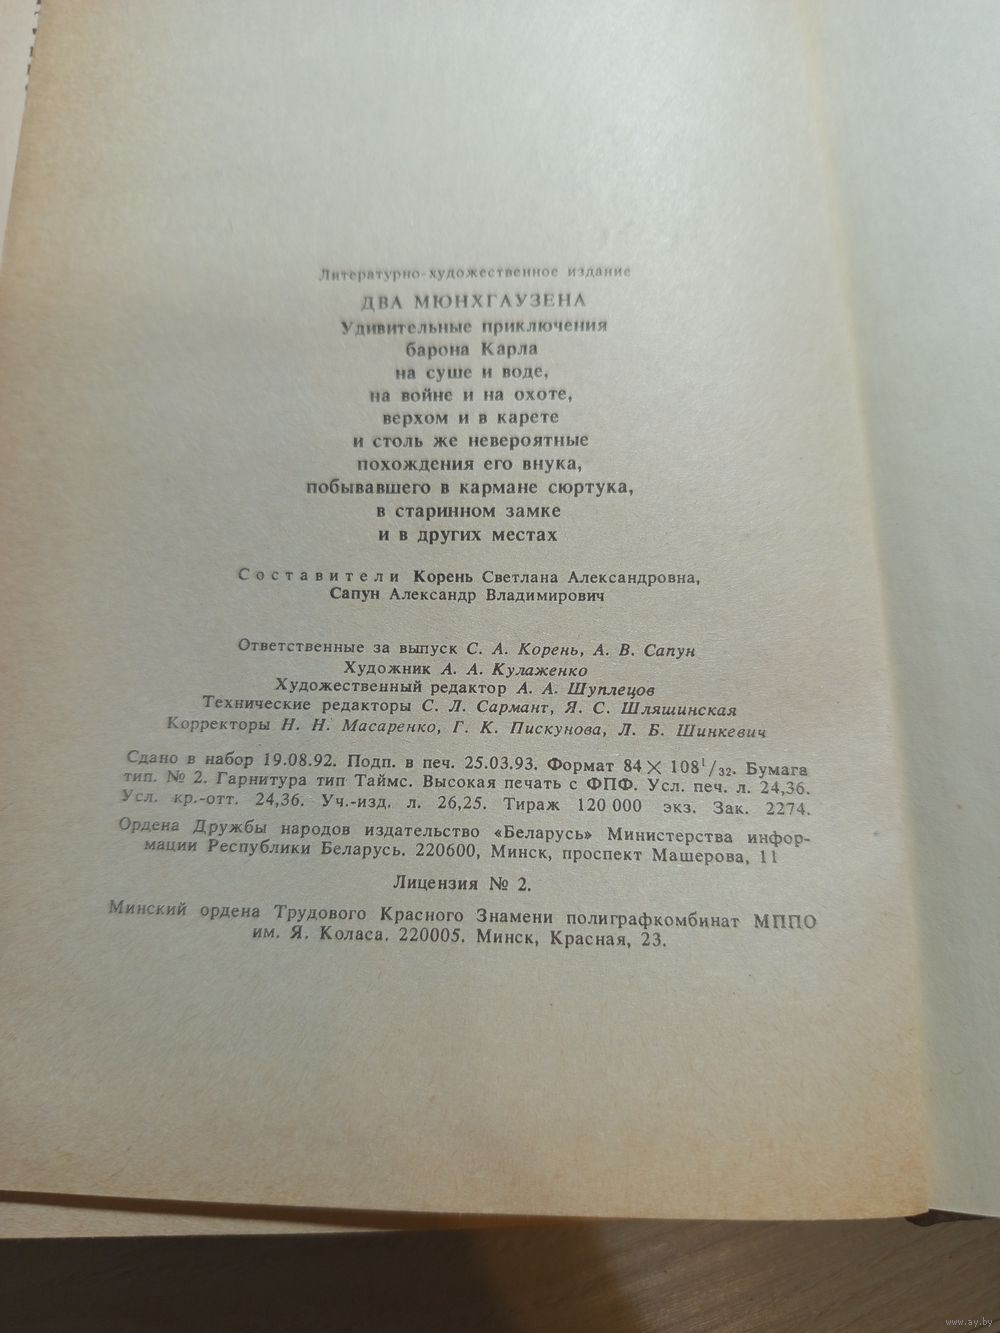 Литературно-художественное издание
ДВА МЮНХГАУЗЕНА
Удивительные приключения
барона Карла
на суше и воде,
на войне и на охоте,
верхом и в карете
и столь же невероятные
похождения его внука,
побывавшего в кармане сюртука,
в старинном замке
и в других местах
Составители Корень Светлана Александровна,
Сапун Александр Владимирович
Ответственные за выпуск С. А. Корень, А. В. Сапун
Художник А. А. Кулаженко
Художественный редактор А. А. Шуплецов
Технические редакторы С. Л. Сармант, Я. С. Шляшинская
Корректоры Н. Н. Масаренко, Г. К. Пискунова, Л. Б. Шинкевич
Сдано в набор 19.08.92. Подп. в печ. 25.03.93. Формат 84 × 108 1/32. Бумага
тип. № 2. Гарнитура тип Таймс. Высокая печать с ФПФ. Усл. печ. л. 24,36.
Усл. кр.-отт. 24,36. Уч.-изд. л. 26,25. Тираж 120 000 экз. Зак. 2274.
Ордена Дружбы народов издательство «Беларусь» Министерства инфор-
мации Республики Беларусь. 220600, Минск, проспект Машерова, 11
Лицензия № 2.
Минский ордена Трудового Красного Знамени полиграфкомбинат МППО
им. Я. Коласа. 220005. Минск, Красная, 23.
www.ay.by